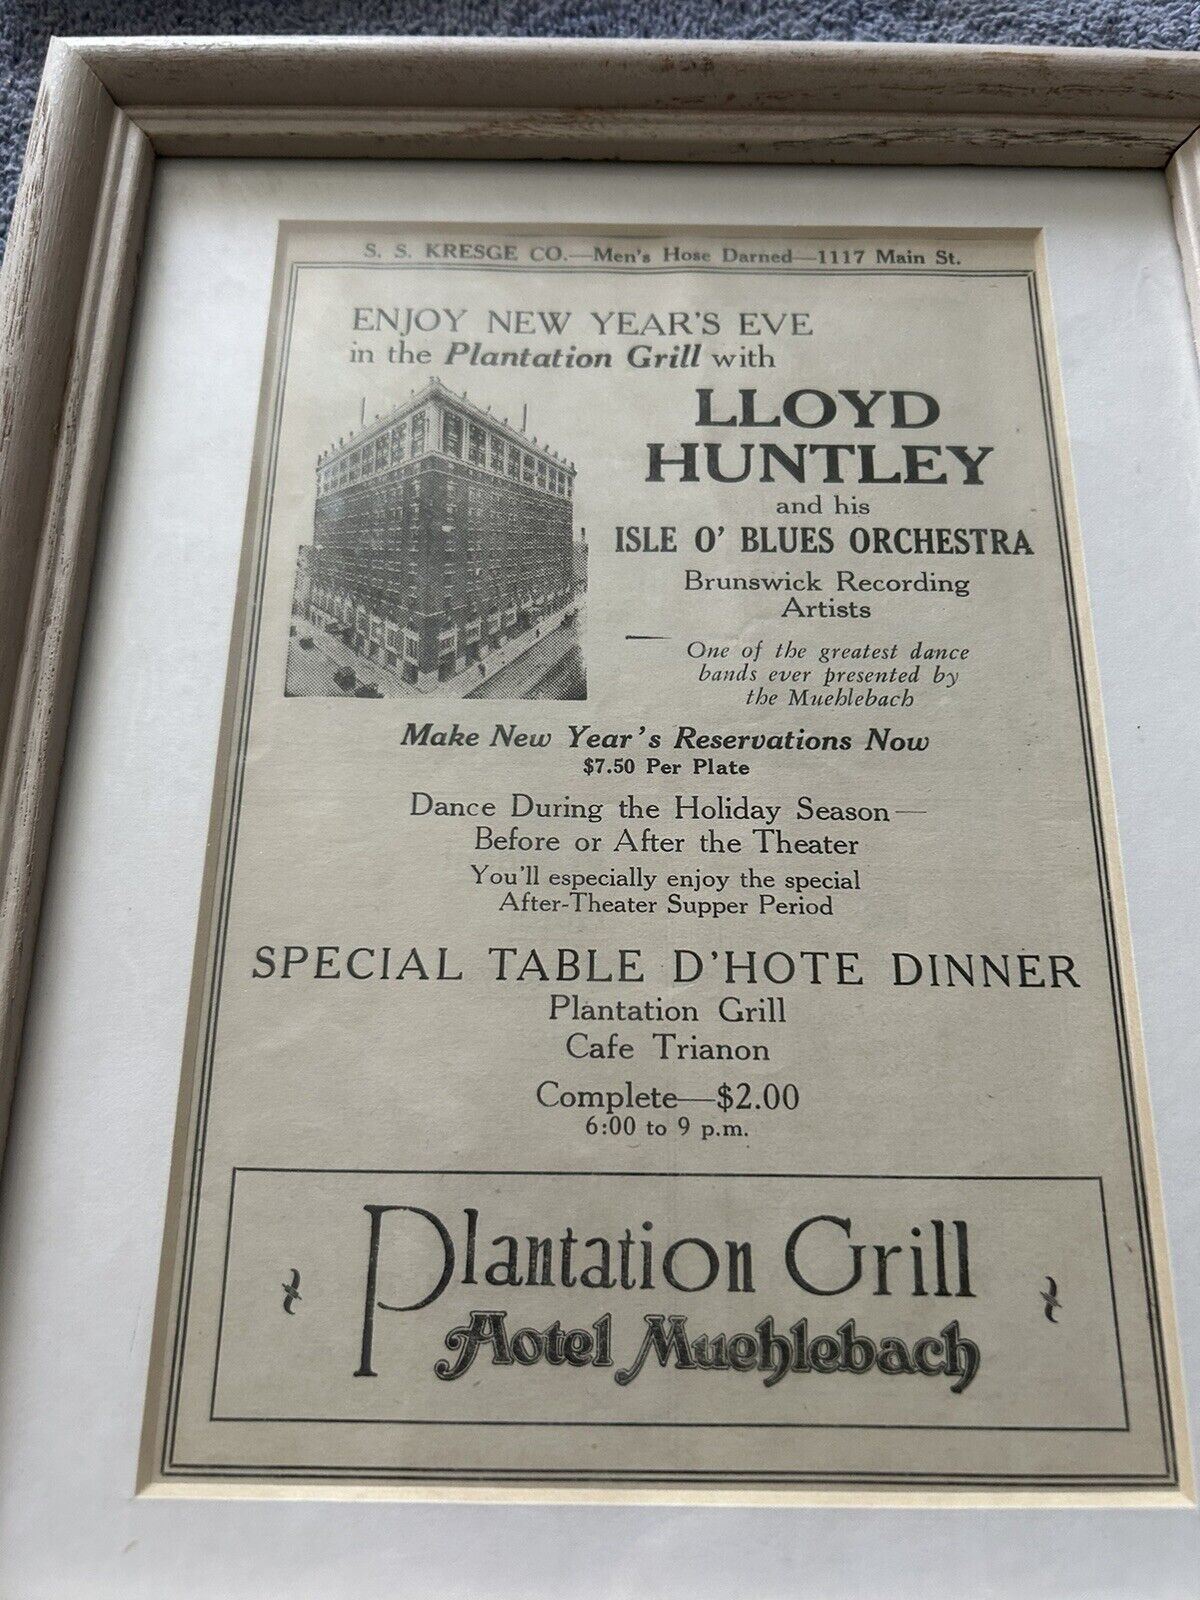 S. S. KRESGE CO.—Men's Hose Darned—1117 Main St.
ENJOY NEW YEAR'S EVE
in the Plantation Grill with
LLOYD
HUNTLEY
and his
ISLE O' BLUES ORCHESTRA
Brunswick Recording
Artists
One of the greatest dance
bands ever presented by
the Muehlebach
Make New Year's Reservations Now
$7.50 Per Plate
Dance During the Holiday Season—
Before or After the Theater
You'll especially enjoy the special
After-Theater Supper Period
SPECIAL TABLE D'HOTE DINNER
Plantation Grill
Cafe Trianon
Complete—$2.00
6:00 to 9 p.m.
Plantation Grill
Hotel Muehlebach